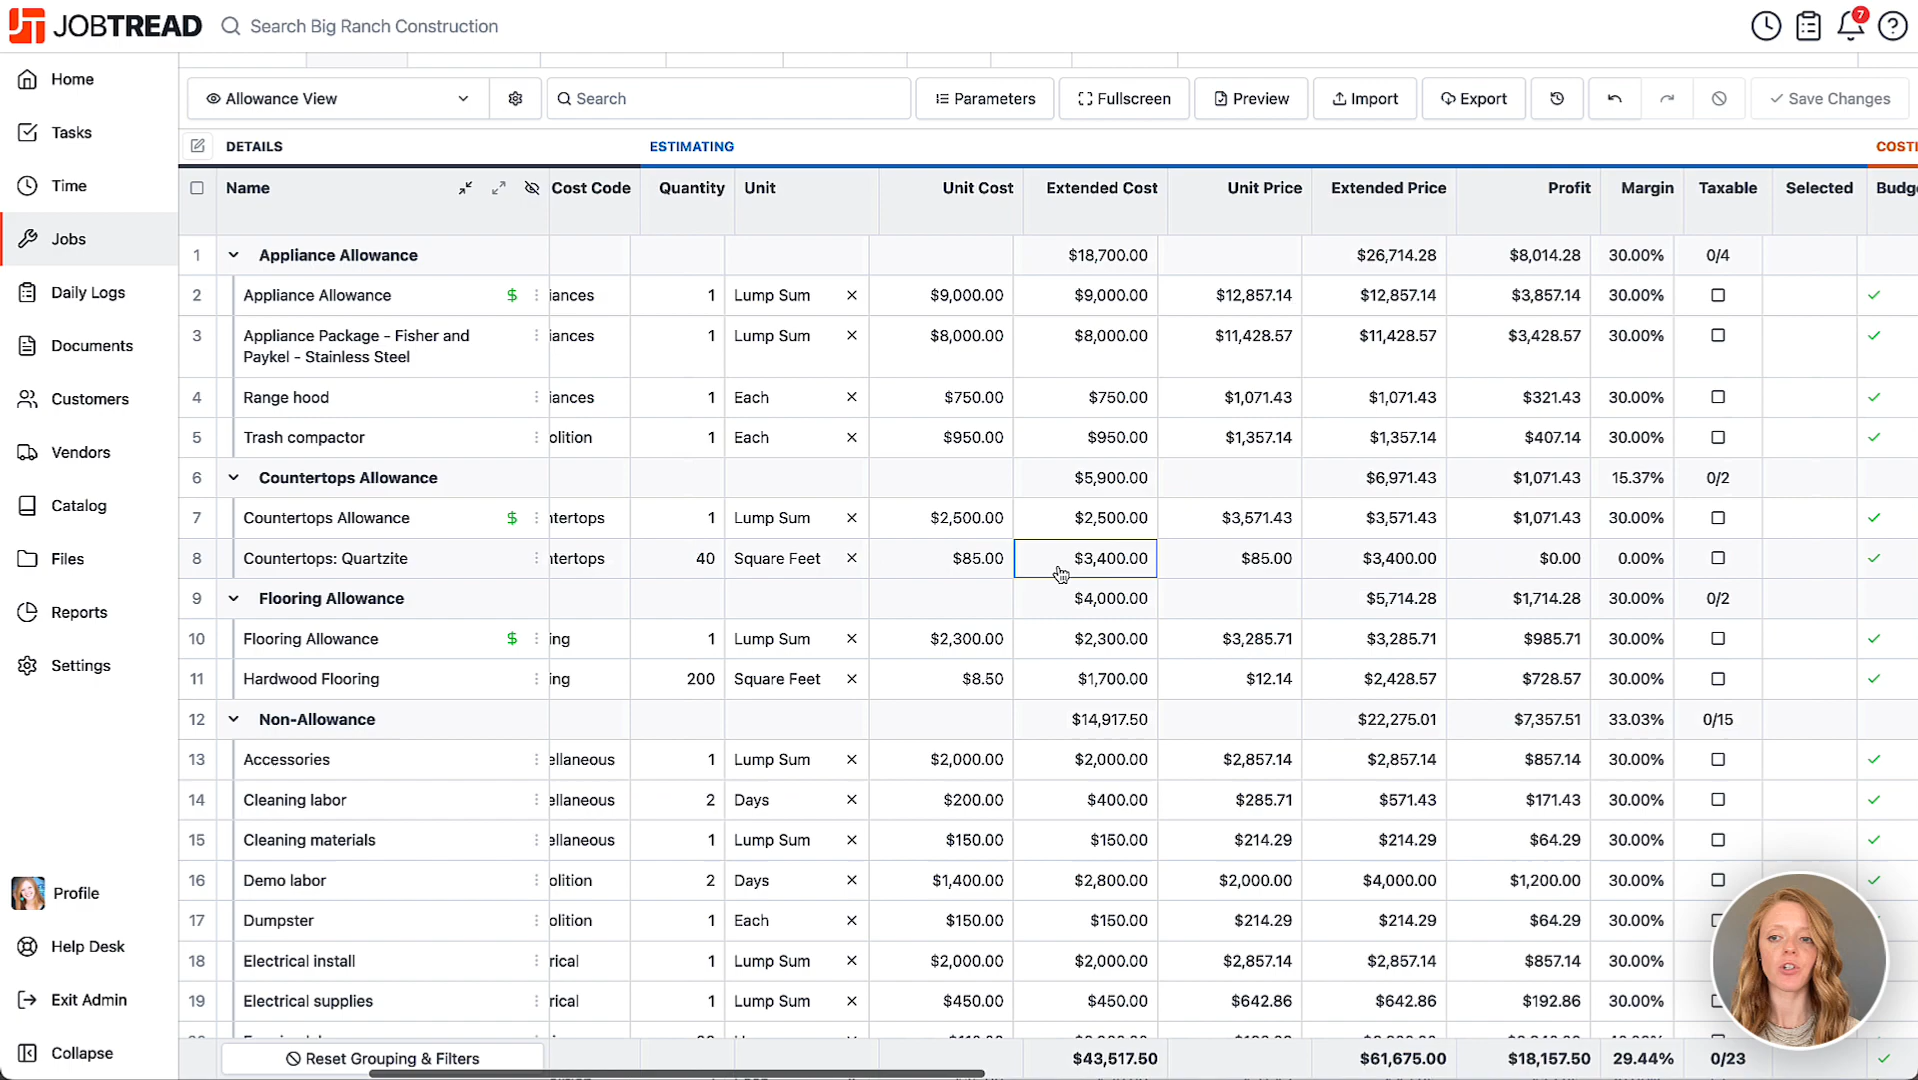 JOBTREAD
Search Big Ranch Construction
7
Home
Tasks
Time
Jobs
Daily Logs
Documents
Customers
Vendors
Catalog
Files
Reports
Settings
Profile
Help Desk
Exit Admin
Collapse
Allowance View
Search
Parameters
Fullscreen
Preview
Import
Export
Save Changes
DETAILS ESTIMATING COSTI
Name Cost Code Quantity Unit Unit Cost Extended Cost Unit Price Extended Price Profit Margin Taxable Selected Budg
1 Appliance Allowance $18,700.00 $26,714.28 $8,014.28 30.00% 0/4
2 Appliance Allowance $ iances 1 Lump Sum $9,000.00 $9,000.00 $12,857.14 $12,857.14 $3,857.14 30.00%
3 Appliance Package - Fisher and iances 1 Lump Sum $8,000.00 $8,000.00 $11,428.57 $11,428.57 $3,428.57 30.00%
Paykel - Stainless Steel
4 Range hood iances 1 Each $750.00 $750.00 $1,071.43 $1,071.43 $321.43 30.00%
5 Trash compactor olition 1 Each $950.00 $950.00 $1,357.14 $1,357.14 $407.14 30.00%
6 Countertops Allowance $5,900.00 $6,971.43 $1,071.43 15.37% 0/2
7 Countertops Allowance $ ntertops 1 Lump Sum $2,500.00 $2,500.00 $3,571.43 $3,571.43 $1,071.43 30.00%
8 Countertops: Quartzite ntertops 40 Square Feet $85.00 $3,400.00 $85.00 $3,400.00 $0.00 0.00%
9 Flooring Allowance $4,000.00 $5,714.28 $1,714.28 30.00% 0/2
10 Flooring Allowance $ ing 1 Lump Sum $2,300.00 $2,300.00 $3,285.71 $3,285.71 $985.71 30.00%
11 Hardwood Flooring ing 200 Square Feet $8.50 $1,700.00 $12.14 $2,428.57 $728.57 30.00%
12 Non-Allowance $14,917.50 $22,275.01 $7,357.51 33.03% 0/15
13 Accessories ellaneous 1 Lump Sum $2,000.00 $2,000.00 $2,857.14 $2,857.14 $857.14 30.00%
14 Cleaning labor ellaneous 2 Days $200.00 $400.00 $285.71 $571.43 $171.43 30.00%
15 Cleaning materials ellaneous 1 Lump Sum $150.00 $150.00 $214.29 $214.29 $64.29 30.00%
16 Demo labor olition 2 Days $1,400.00 $2,800.00 $2,000.00 $4,000.00 $1,200.00 30.00%
17 Dumpster olition 1 Each $150.00 $150.00 $214.29 $214.29 $64.29 30.00%
18 Electrical install rical 1 Lump Sum $2,000.00 $2,000.00 $2,857.14 $2,857.14 $857.14 30.00%
19 Electrical supplies rical 1 Lump Sum $450.00 $450.00 $642.86 $642.86 $192.86 30.00%
Reset Grouping & Filters $43,517.50 $61,675.00 $18,157.50 29.44% 0/23